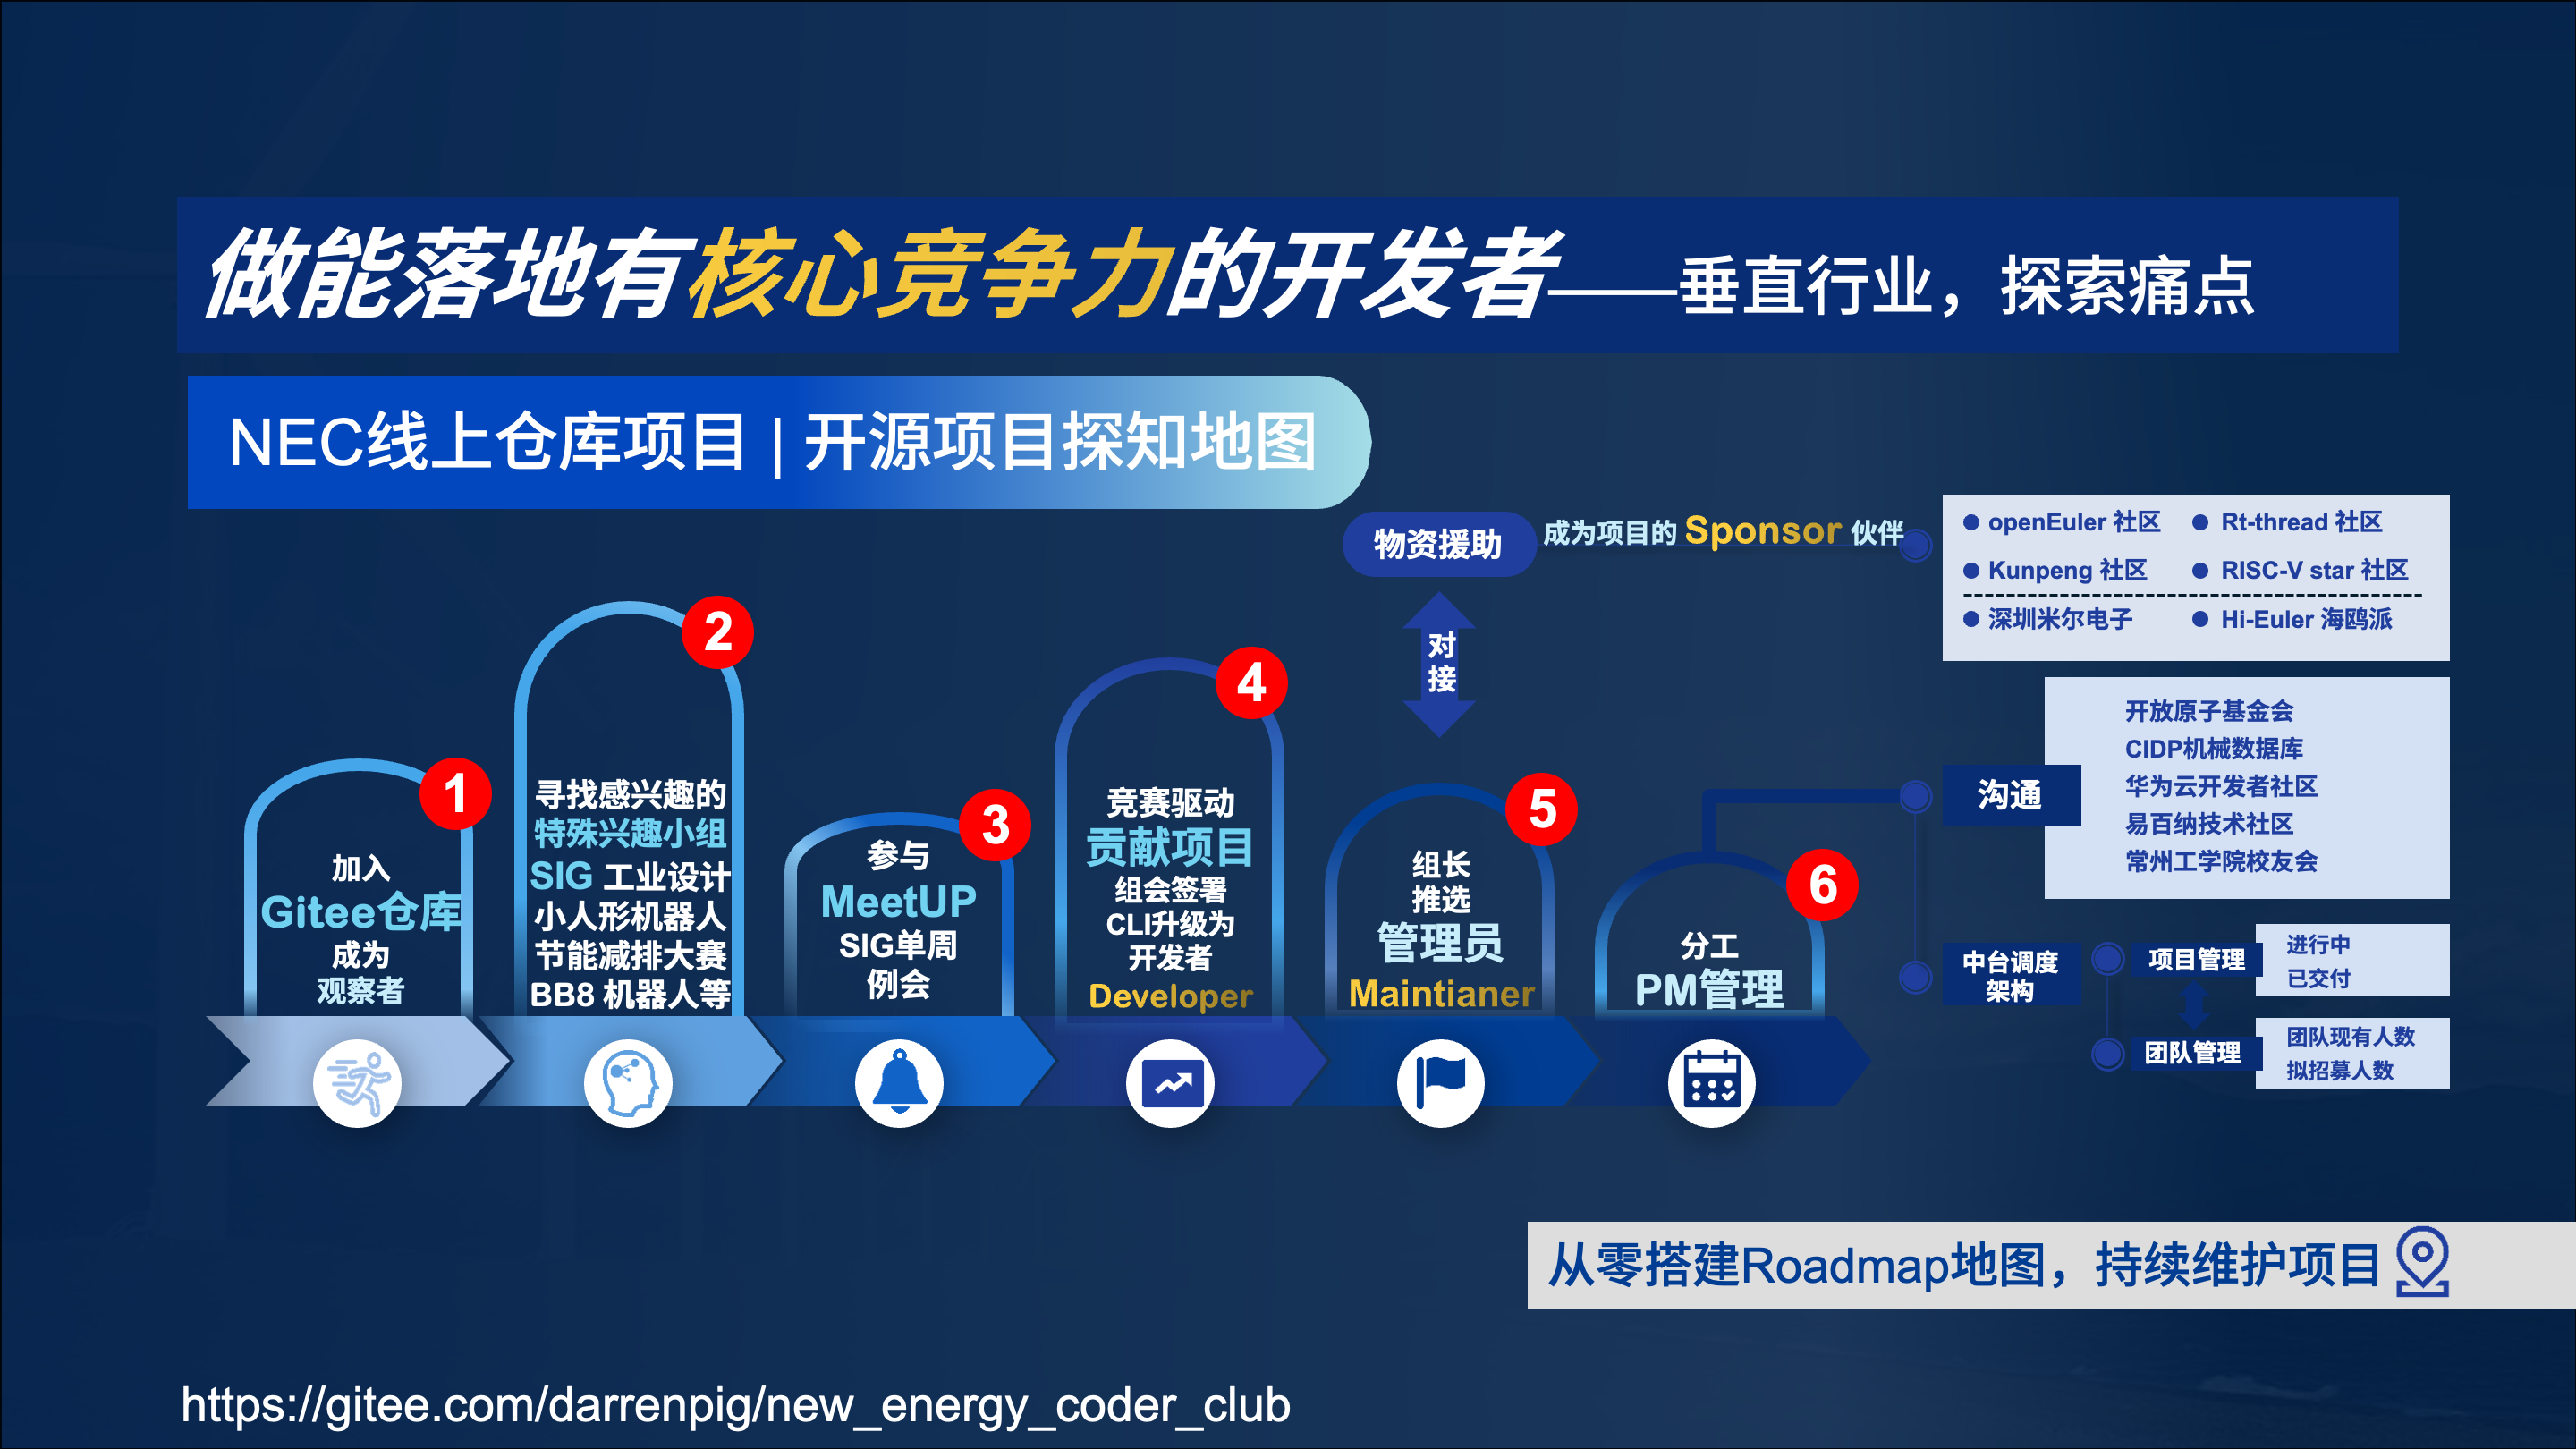 做能落地有核心竞争力的开发者——垂直行业，探索痛点
NEC线上仓库项目 | 开源项目探知地图
物资援助
成为项目的 Sponsor 伙伴
openEuler 社区
Rt-thread 社区
Kunpeng 社区
RISC-V star 社区
深圳米尔电子
Hi-Euler 海鸥派
对
接
1
加入
Gitee仓库
成为
观察者
2
寻找感兴趣的
特殊兴趣小组
SIG 工业设计
小人形机器人
节能减排大赛
BB8 机器人等
3
参与
MeetUP
SIG单周
例会
4
竞赛驱动
贡献项目
组会签署
CLI升级为
开发者
Developer
5
组长
推选
管理员
Maintianer
6
分工
PM管理
沟通
开放原子基金会
CIDP机械数据库
华为云开发者社区
易百纳技术社区
常州工学院校友会
中台调度
架构
项目管理
进行中
已交付
团队管理
团队现有人数
拟招募人数
从零搭建Roadmap地图，持续维护项目
https://gitee.com/darrenpig/new_energy_coder_club